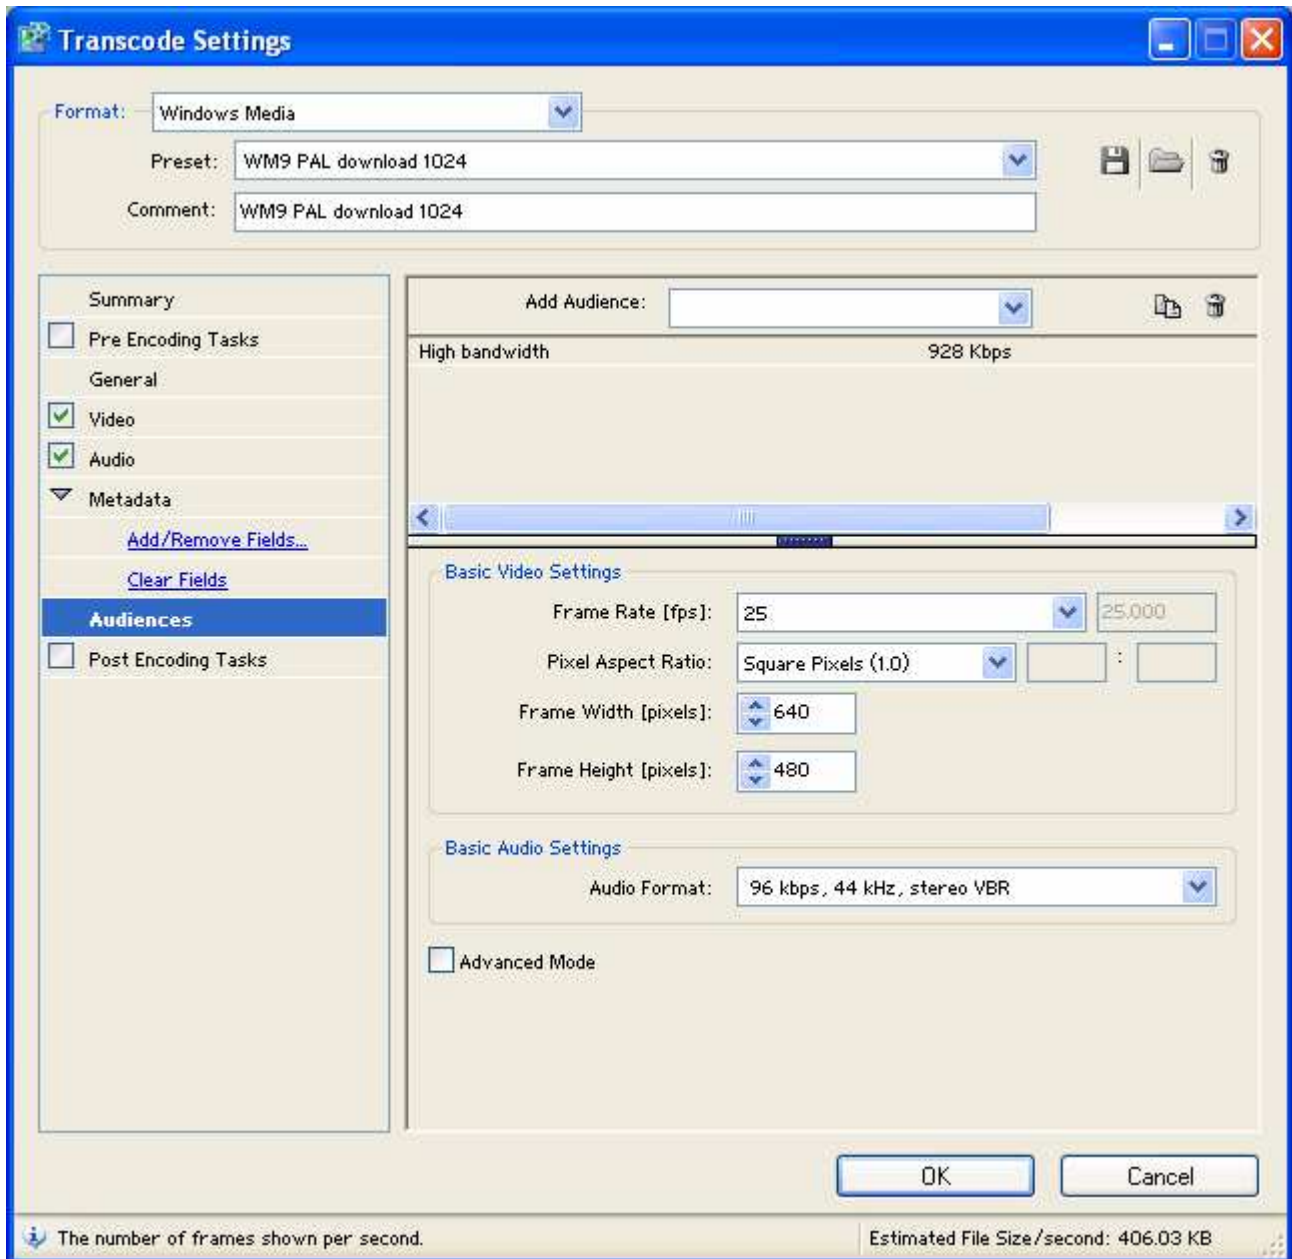 Transcode Settings
Format: Windows Media
Preset: WM9 PAL download 1024
Comment: WM9 PAL download 1024
Summary
Pre Encoding Tasks
General
Video
Audio
Metadata
Add/Remove Fields...
Clear Fields
Audiences
Post Encoding Tasks
Add Audience:
High bandwidth 928 Kbps
Basic Video Settings
Frame Rate [fps]: 25 25.000
Pixel Aspect Ratio: Square Pixels (1.0) :
Frame Width [pixels]: 640
Frame Height [pixels]: 480
Basic Audio Settings
Audio Format: 96 kbps, 44 kHz, stereo VBR
Advanced Mode
OK Cancel
The number of frames shown per second. Estimated File Size/second: 406.03 KB